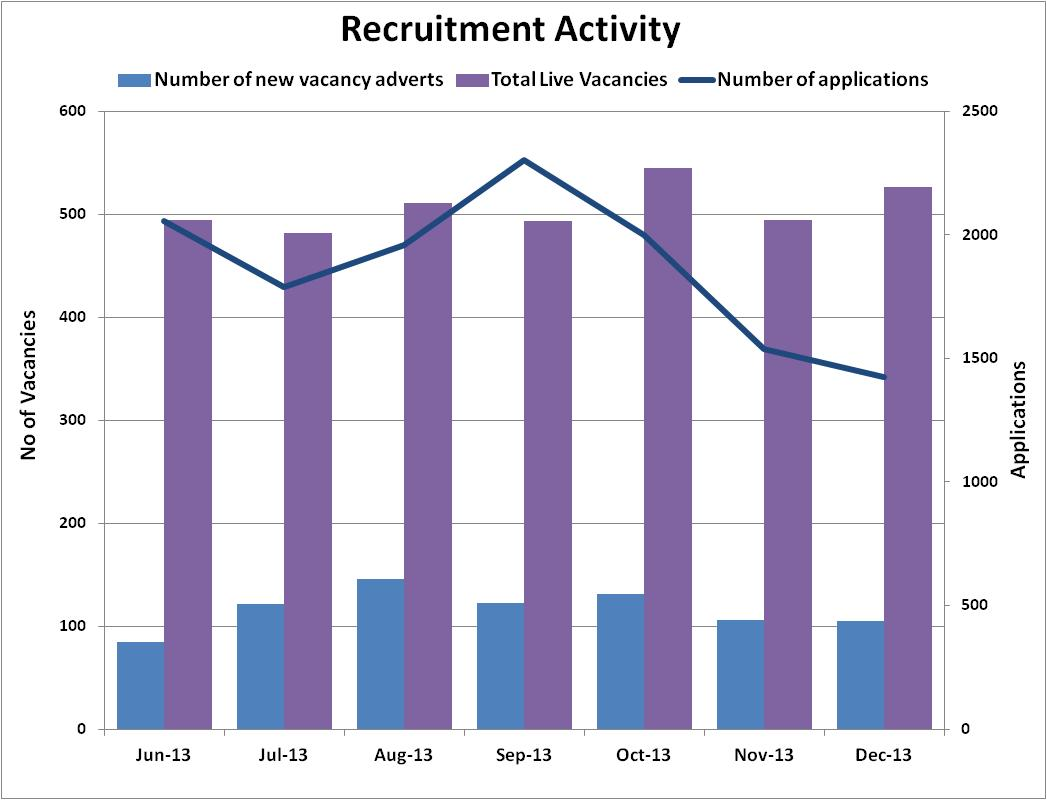 Recruitment Activity
Number of new vacancy adverts Total Live Vacancies Number of applications
600 2500
500
2000
400
1500
300
1000
200
500
100
0 0
No of Vacancies
Applications
Jun-13 Jul-13 Aug-13 Sep-13 Oct-13 Nov-13 Dec-13